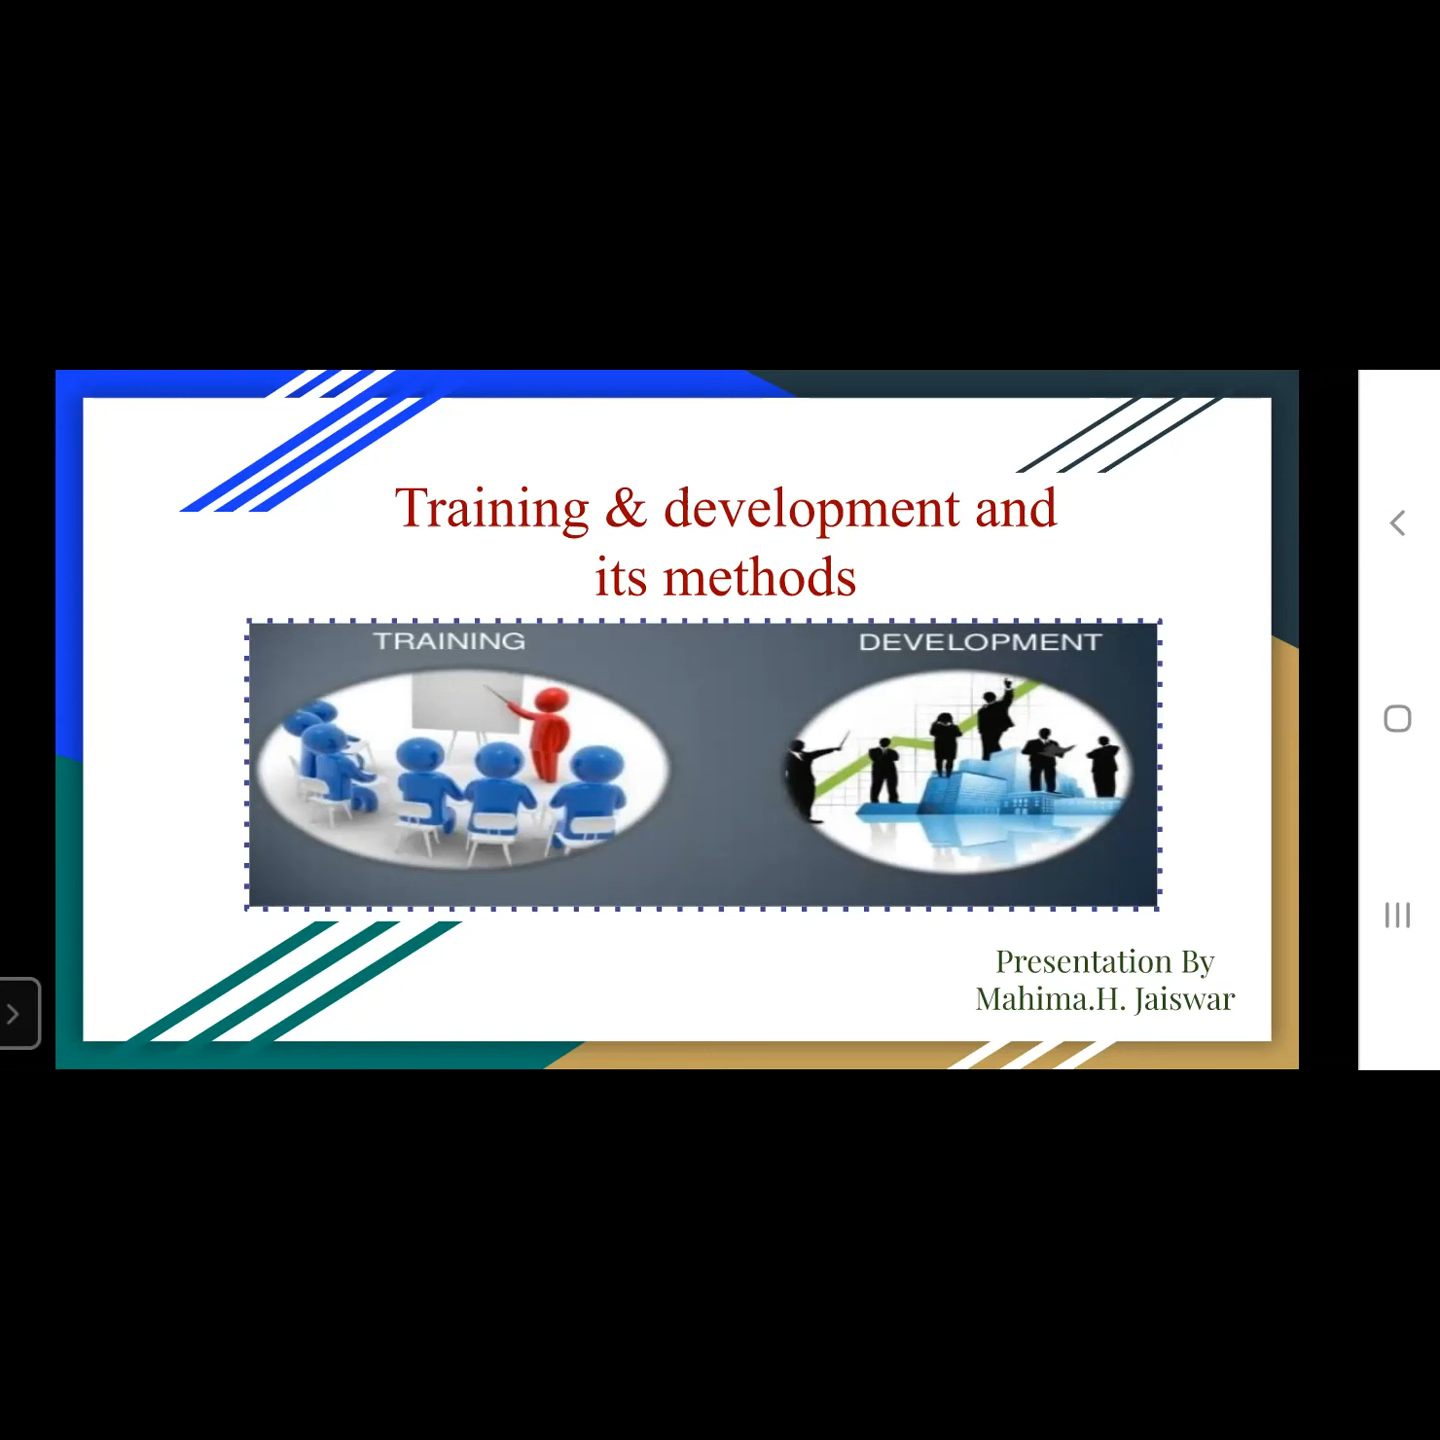 Training & development and
its methods
TRAINING
DEVELOPMENT
Presentation By
Mahima.H. Jaiswar